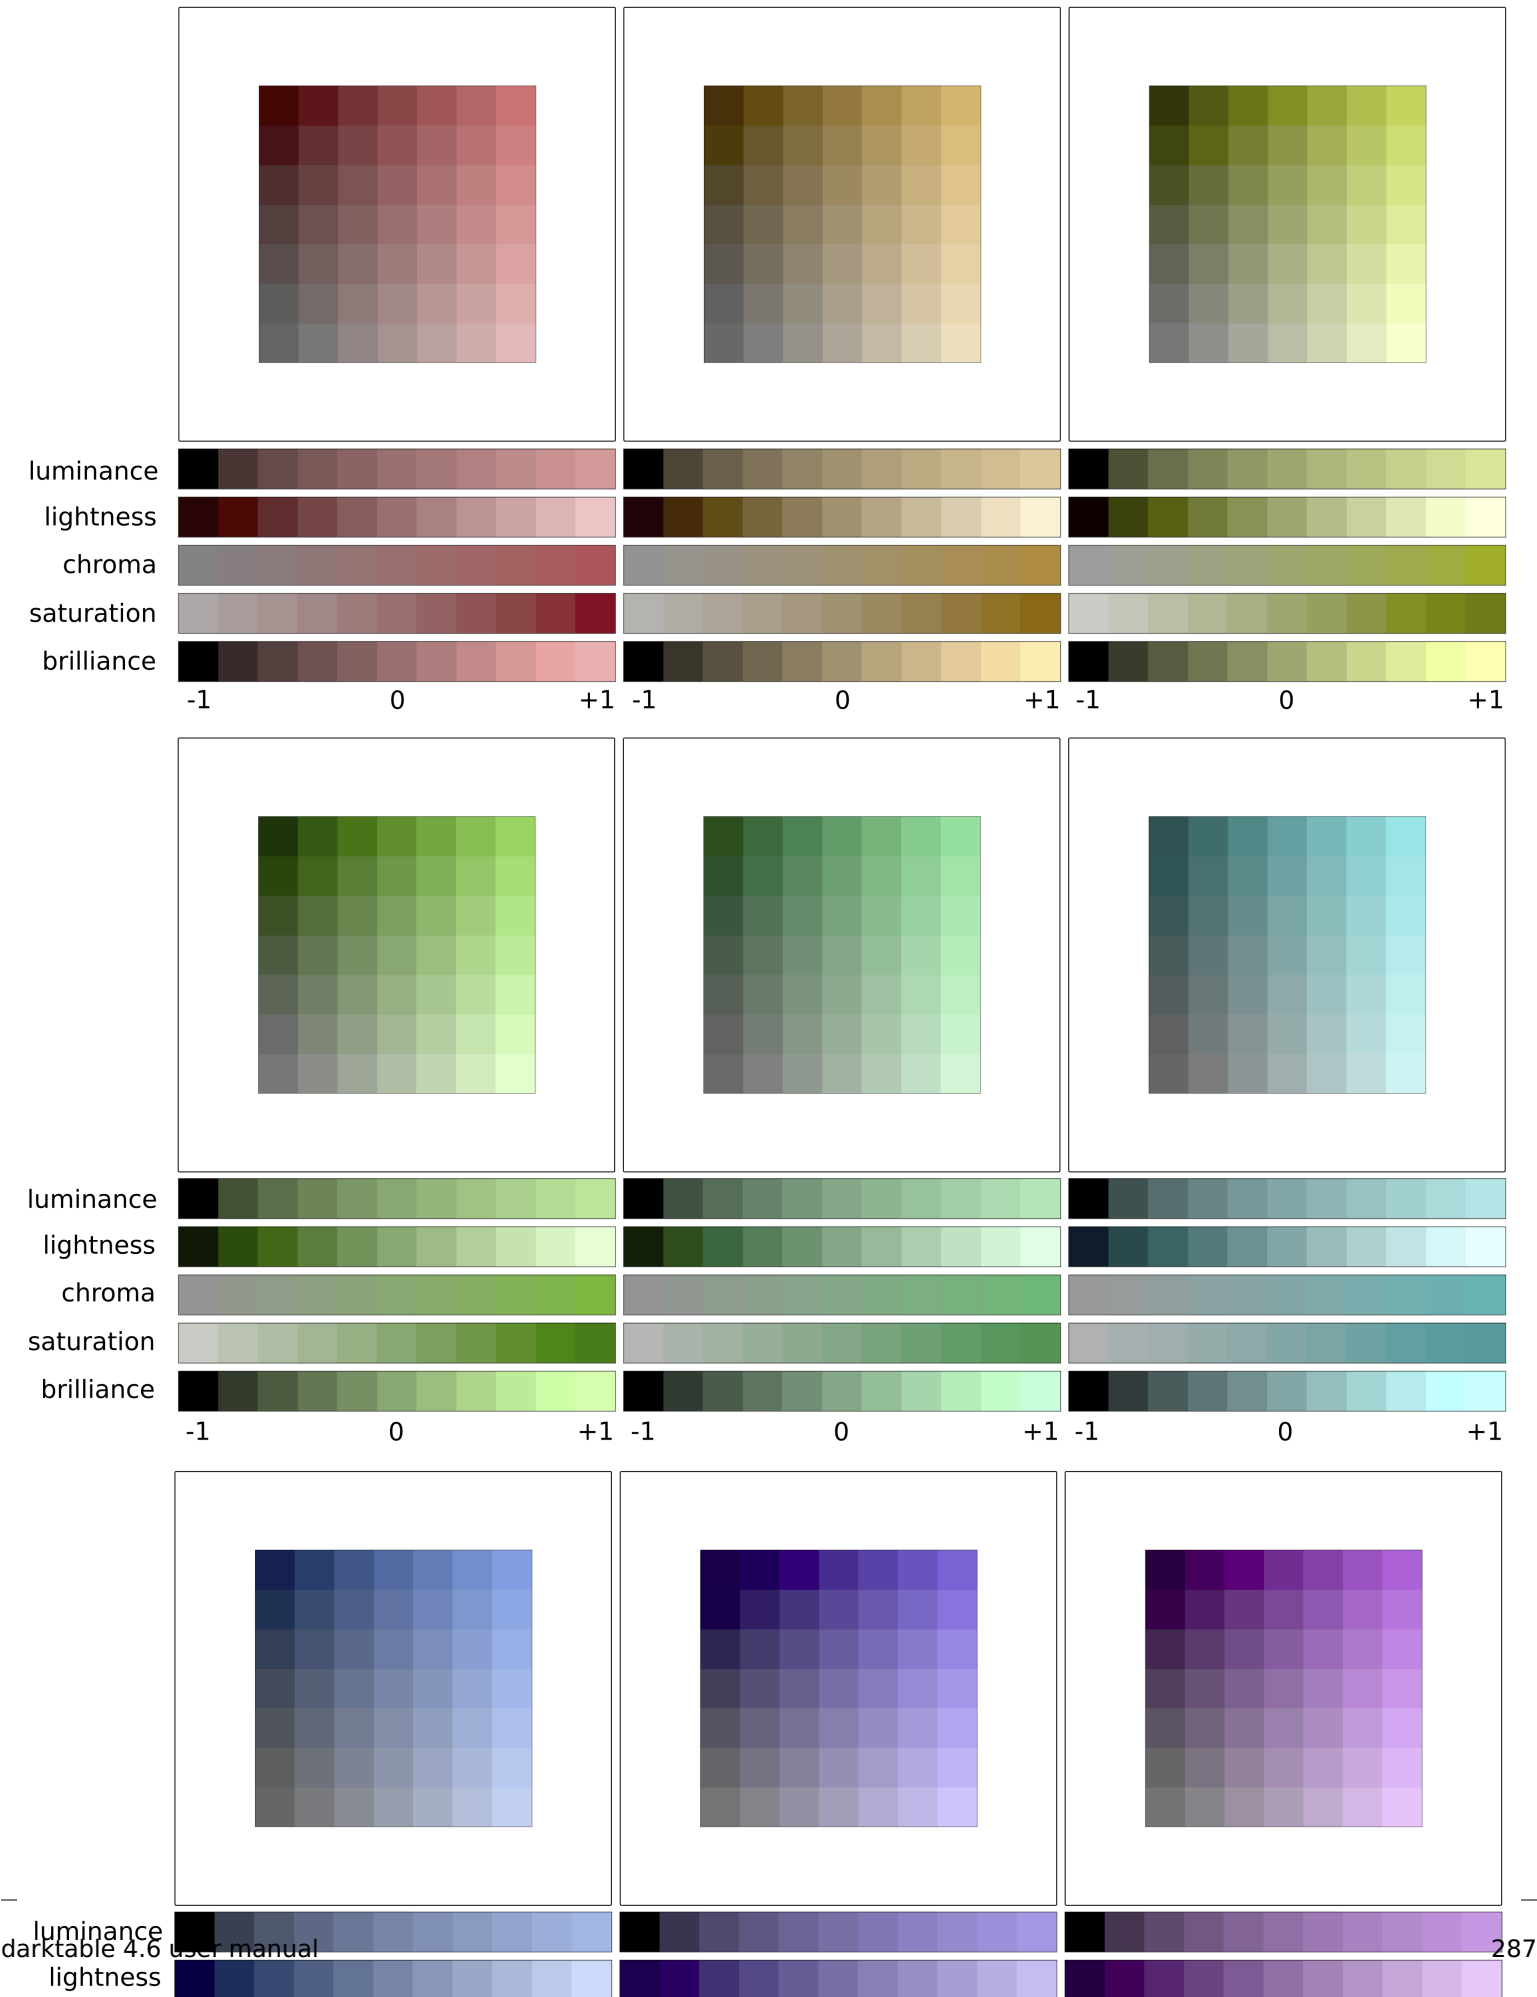 luminance
lightness
chroma
saturation
brilliance
-1 0 +1 -1 0 +1 -1 0 +1
luminance
lightness
chroma
saturation
brilliance
-1 0 +1 -1 0 +1 -1 0 +1
luminance
darktable 4.6 user manual 287
lightness